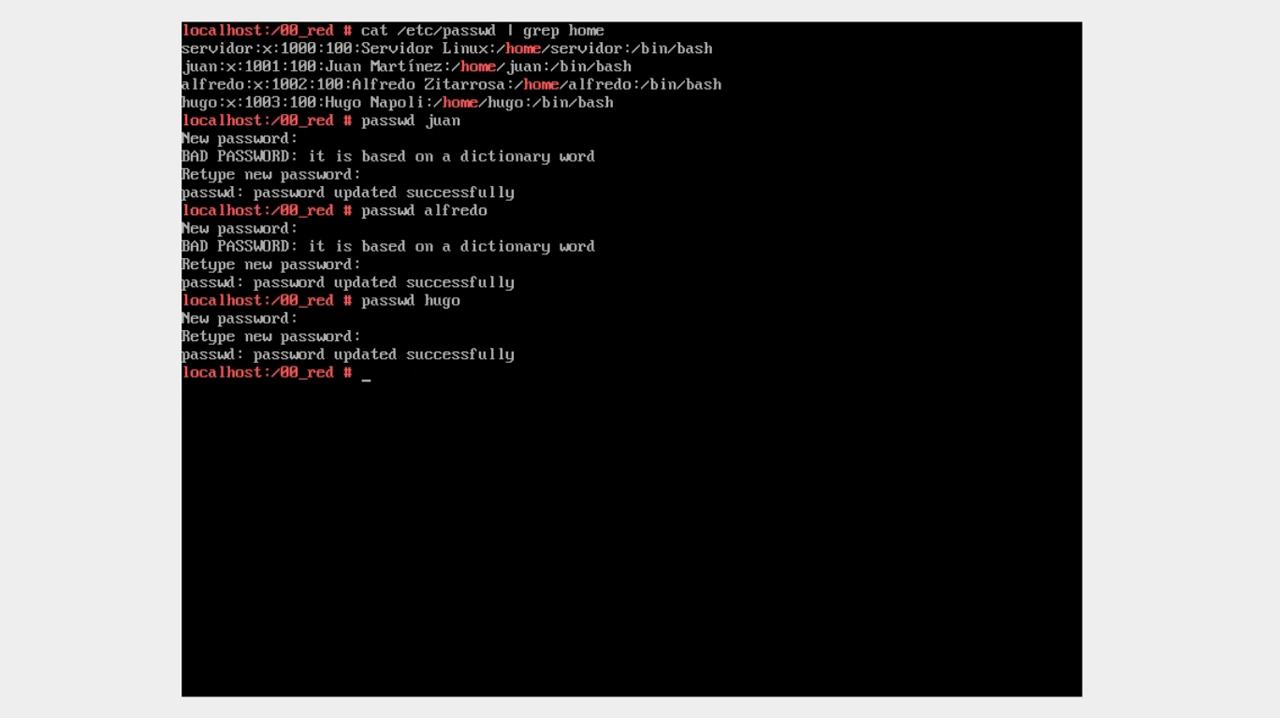 localhost:/00_red # cat /etc/passwd | grep home
servidor:x:1000:100:Servidor Linux:/home/servidor:/bin/bash
juan:x:1001:100:Juan Martínez:/home/juan:/bin/bash
alfredo:x:1002:100:Alfredo Zitarrosa:/home/alfredo:/bin/bash
hugo:x:1003:100:Hugo Napoli:/home/hugo:/bin/bash
localhost:/00_red # passwd juan
New password:
BAD PASSWORD: it is based on a dictionary word
Retype new password:
passwd: password updated successfully
localhost:/00_red # passwd alfredo
New password:
BAD PASSWORD: it is based on a dictionary word
Retype new password:
passwd: password updated successfully
localhost:/00_red # passwd hugo
New password:
Retype new password:
passwd: password updated successfully
localhost:/00_red # _